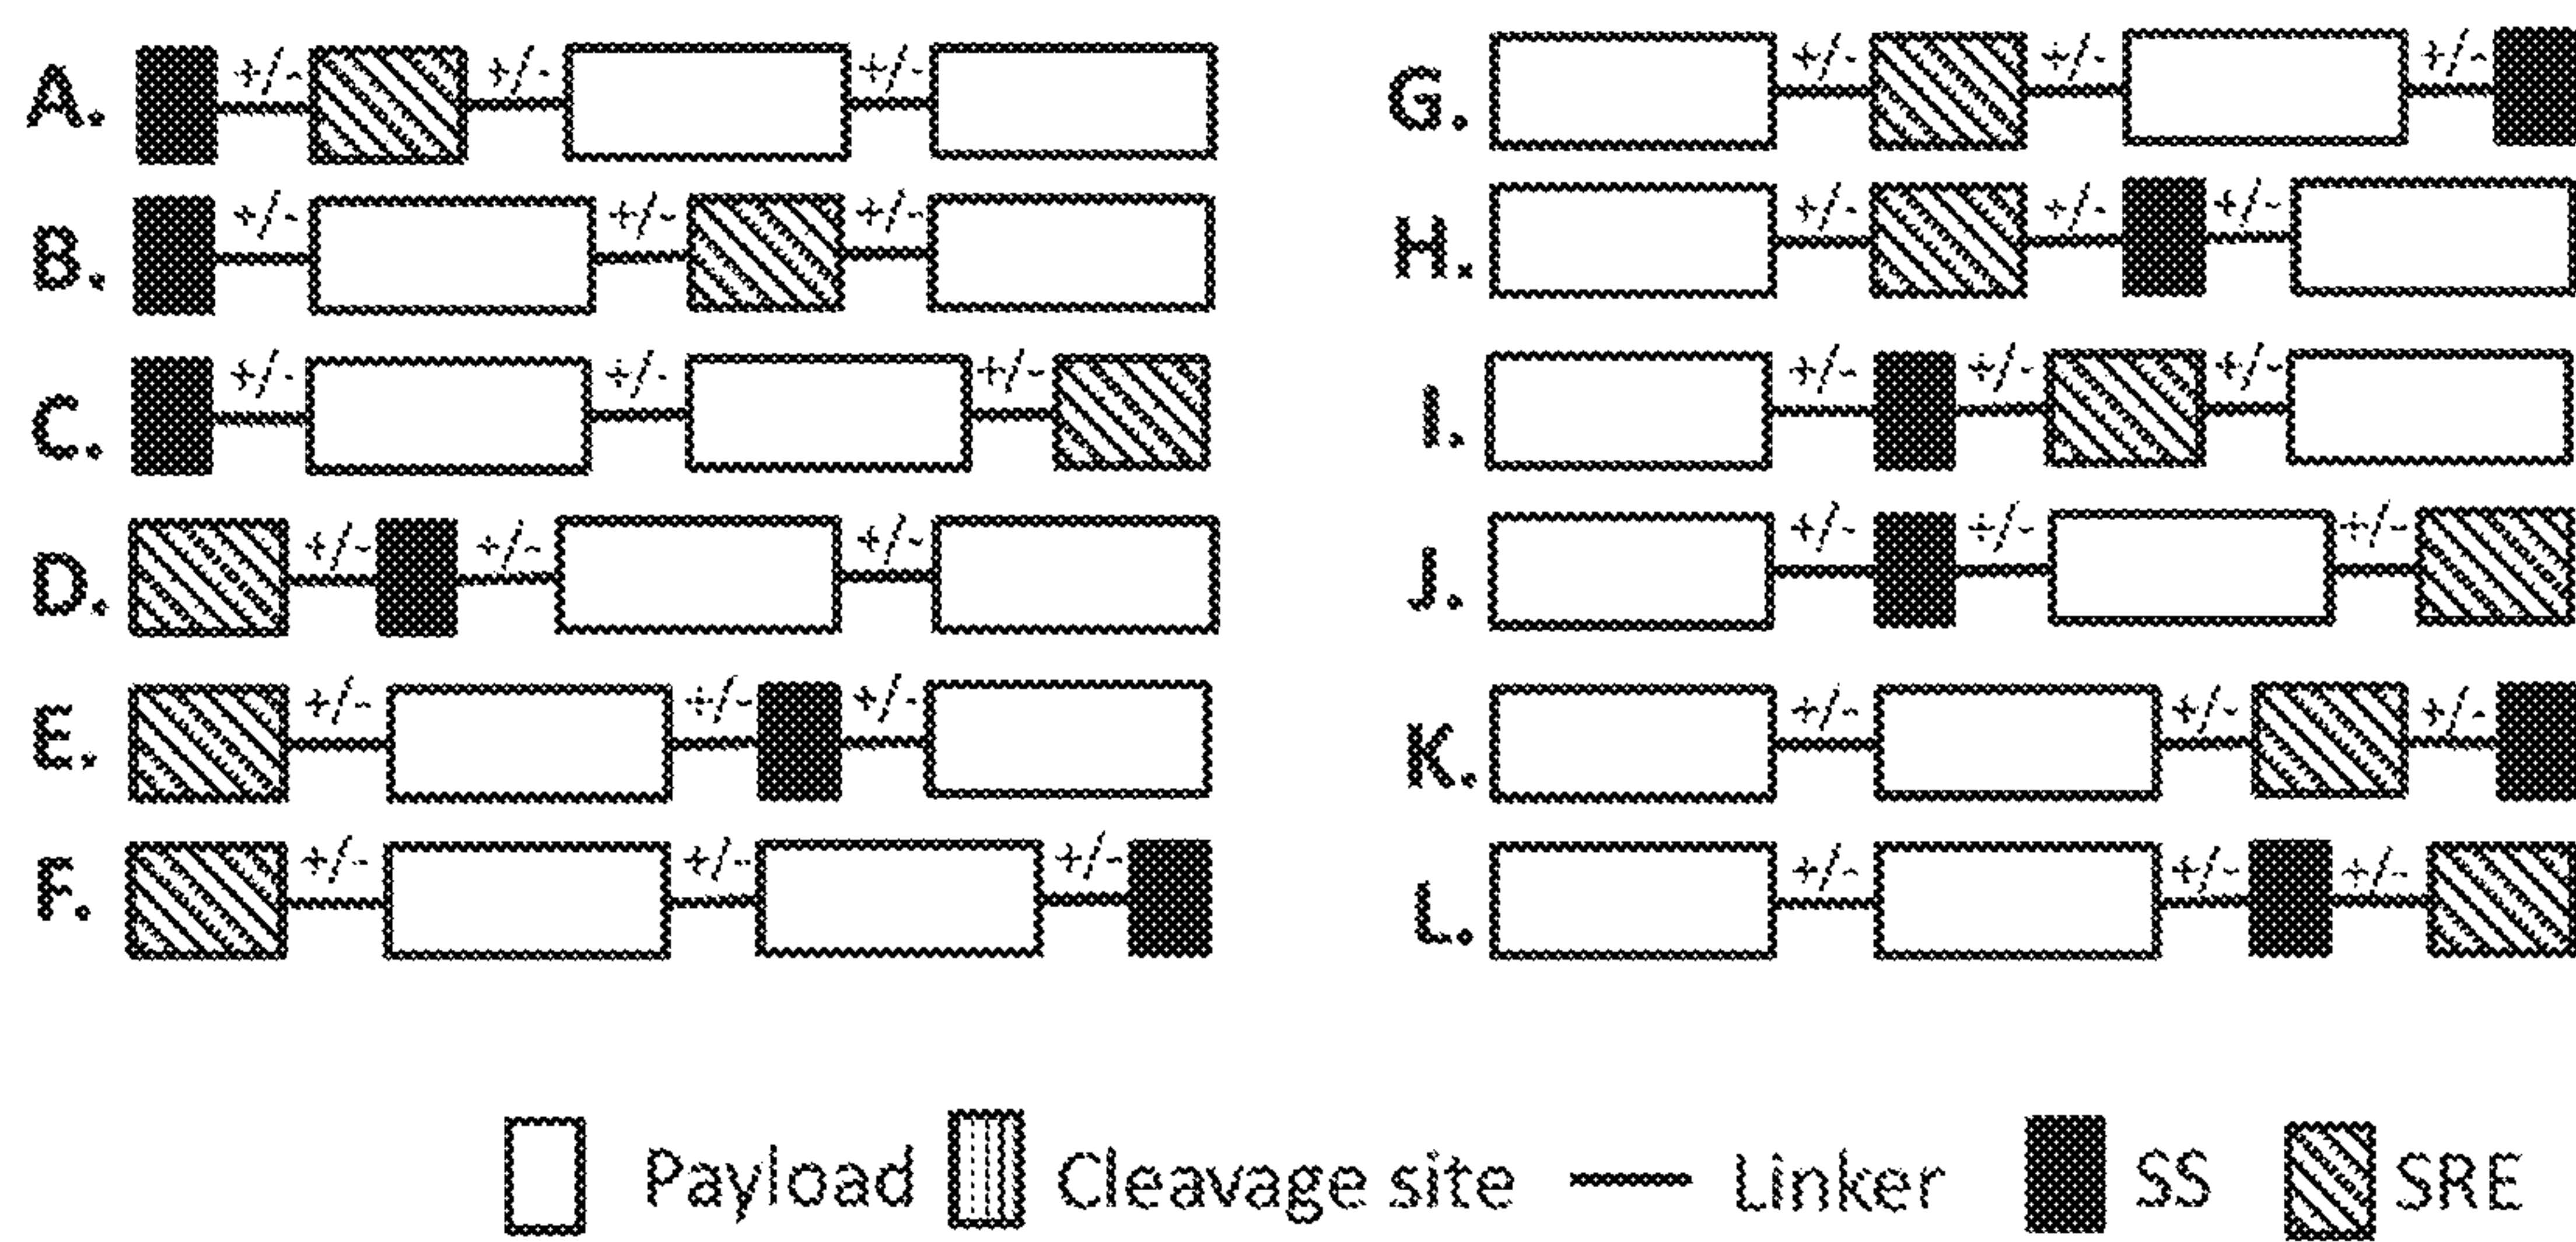 A. +/- +/- +/-
B. +/- +/- +/-
C. +/- +/- +/-
D. +/- +/- +/-
E. +/- +/- +/-
F. +/- +/- +/-
G. +/- +/- +/-
H. +/- +/- +/-
I. +/- +/- +/-
J. +/- +/- +/-
K. +/- +/- +/-
L. +/- +/- +/-
Payload Cleavage site Linker SS SRE